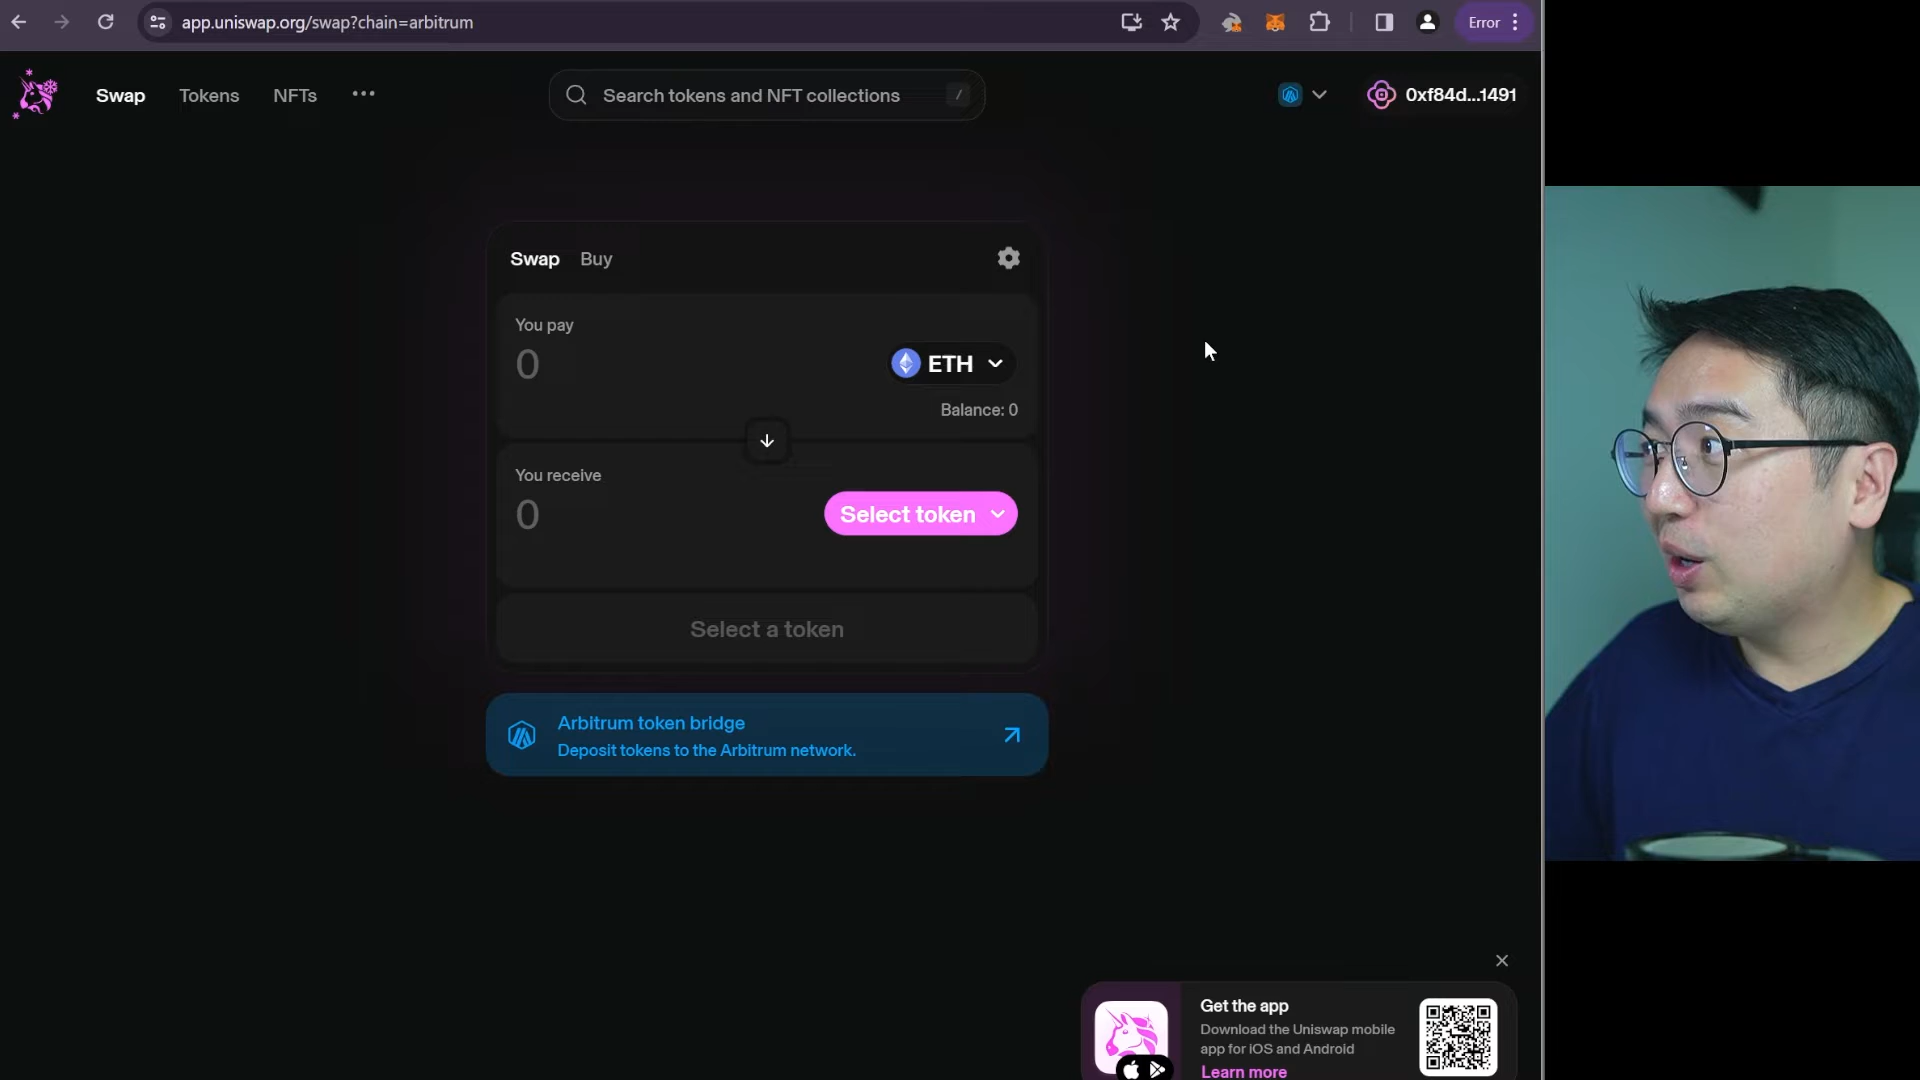 app.uniswap.org/swap?chain=arbitrum
Error
Swap
Tokens
NFTs
Search tokens and NFT collections
/
0xf84d...1491
Swap
Buy
You pay
0
ETH
Balance: 0
You receive
0
Select token
Select a token
Arbitrum token bridge
Deposit tokens to the Arbitrum network.
Get the app
Download the Uniswap mobile
app for iOS and Android
Learn more